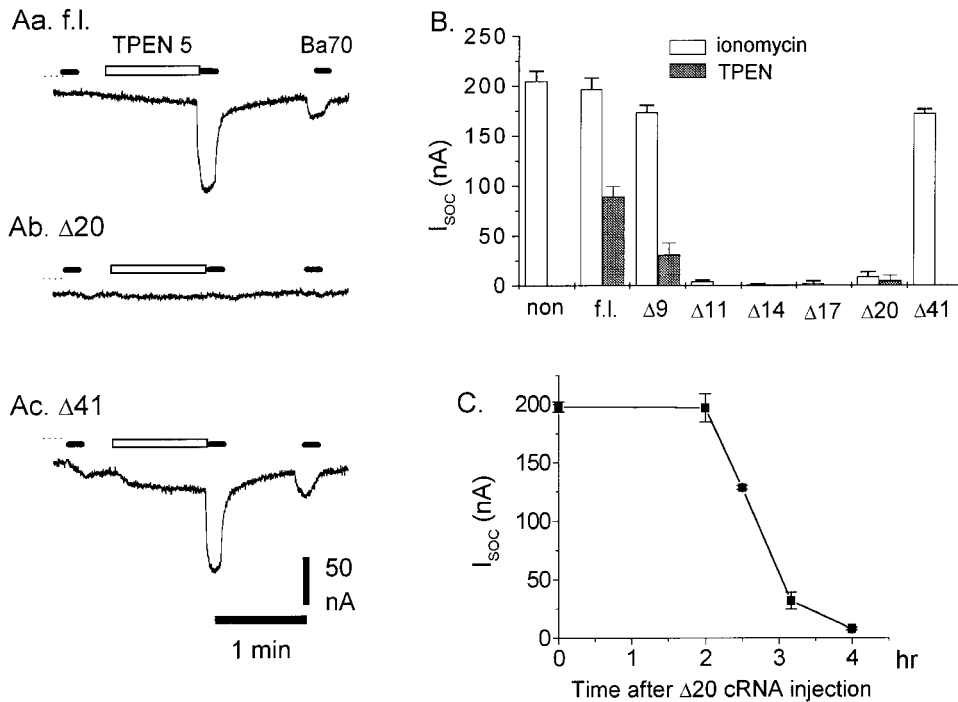 Aa. f.l.
TPEN 5
Ba70
Ab. Δ20
Ac. Δ41
50
nA
1 min
B.
250
200
150
100
50
0
I_SOC (nA)
ionomycin
TPEN
non
f.l.
Δ9
Δ11
Δ14
Δ17
Δ20
Δ41
C.
200
150
100
50
0
I_SOC (nA)
0
1
2
3
4
hr
Time after Δ20 cRNA injection